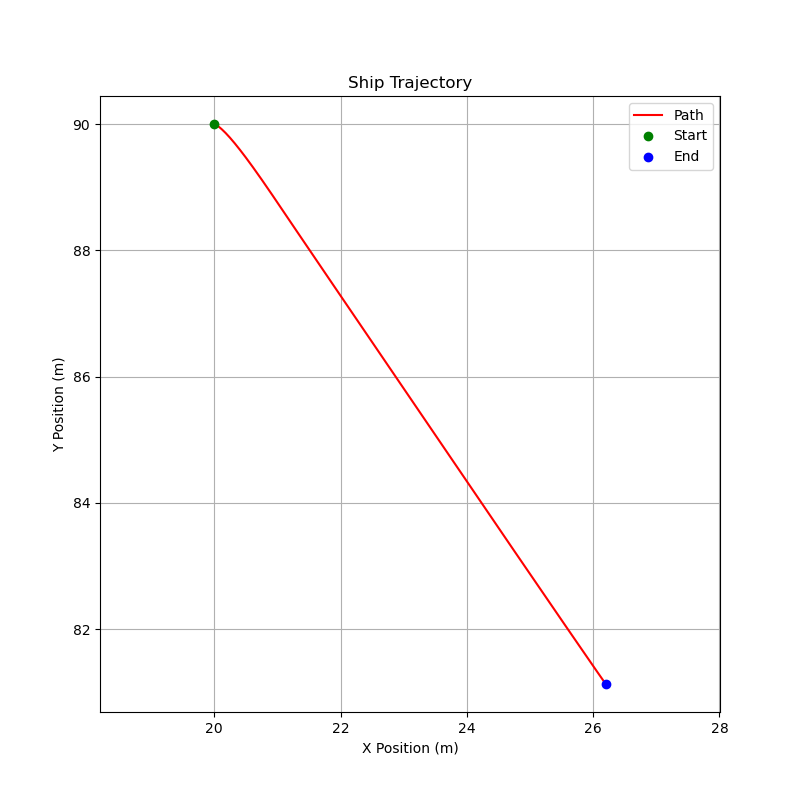 Ship Trajectory
Path
Start
End
90
88
86
84
82
Y Position (m)
20
22
24
26
28
X Position (m)